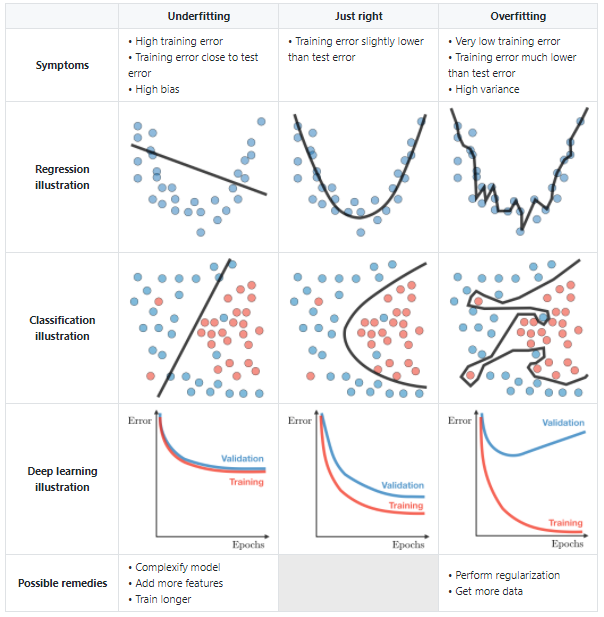 Underfitting Just right Overfitting
Symptoms
• High training error
• Training error close to test
error
• High bias
• Training error slightly lower
than test error
• Very low training error
• Training error much lower
than test error
• High variance
Regression
illustration
Classification
illustration
Deep learning
illustration
Error
Validation
Training
Epochs
Error
Validation
Training
Epochs
Error
Validation
Training
Epochs
Possible remedies
• Complexify model
• Add more features
• Train longer
• Perform regularization
• Get more data